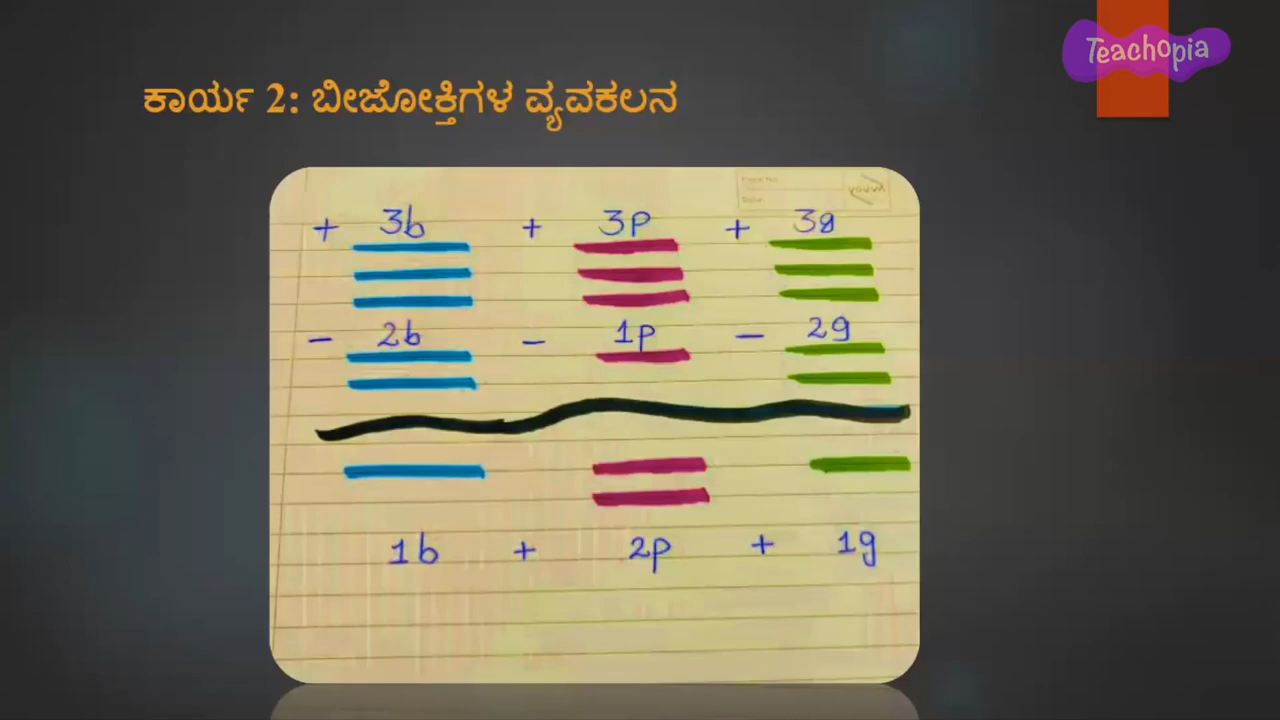 Teachopia
ಕಾರ್ಯ 2: ಬೀಜೋಕ್ತಿಗಳ ವ್ಯವಕಲನ
+ 3b + 3p + 3g
- 2b - 1p - 2g
1b + 2p + 1g